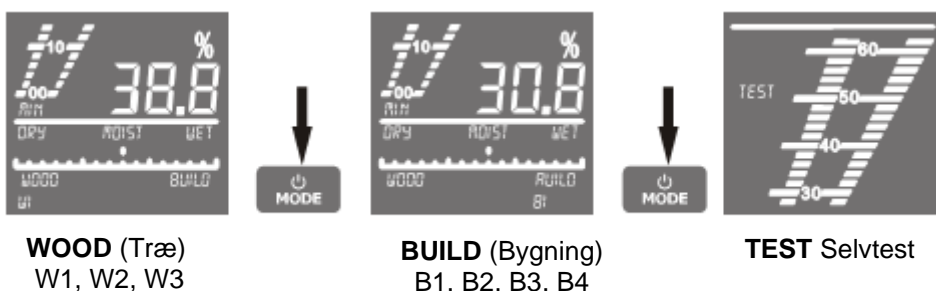 10
%
38.8
00
MIN
DRY MOIST WET
WOOD BUILD
W1
MODE
10
%
30.8
00
MIN
DRY MOIST WET
WOOD BUILD
B1
MODE
60
TEST
50
40
30
WOOD (Træ)
W1, W2, W3
BUILD (Bygning)
B1, B2, B3, B4
TEST Selvtest